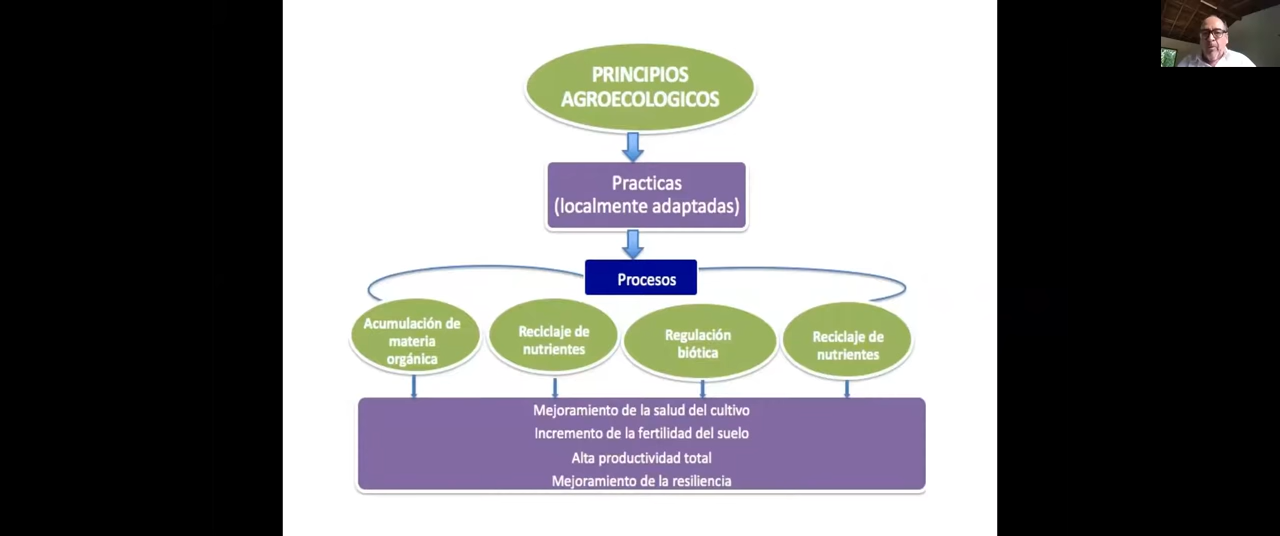 PRINCIPIOS
AGROECOLOGICOS
Practicas
(localmente adaptadas)
Procesos
Acumulación de
materia
orgánica
Reciclaje de
nutrientes
Regulación
biótica
Reciclaje de
nutrientes
Mejoramiento de la salud del cultivo
Incremento de la fertilidad del suelo
Alta productividad total
Mejoramiento de la resiliencia